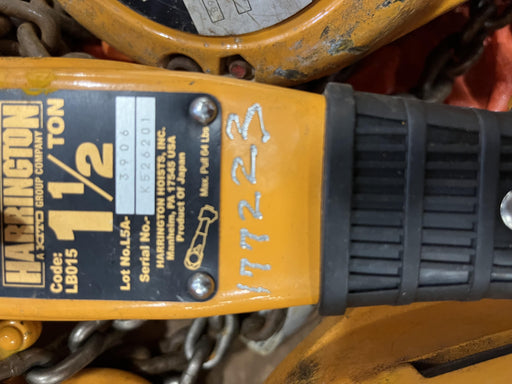 HARRINGTON
A KITO GROUP COMPANY
Code:
LB015
1 1/2 TON
Lot No.L5A- 3906
Serial No.- K526201
HARRINGTON HOISTS, INC.
Manheim, PA 17545 USA
Product Of Japan
Max Pull 64 Lbs
177223